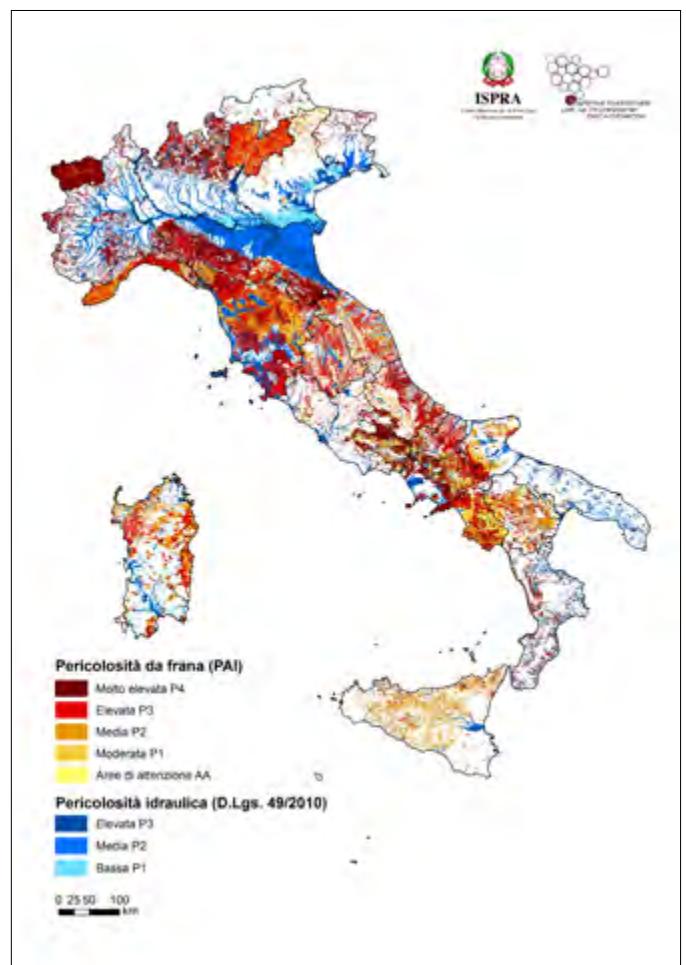 ISPRA
Pericolosità da frana (PAI)
Molto elevata P4
Elevata P3
Media P2
Moderata P1
Aree di attenzione AA
Pericolosità idraulica (D.Lgs. 49/2010)
Elevata P3
Media P2
Bassa P1
0 25 50 100
km